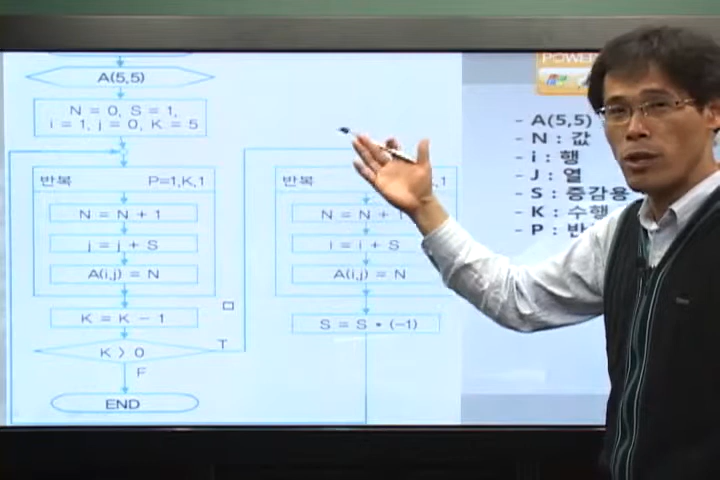 A(5,5)
N = 0, S = 1,
i = 1, j = 0, K = 5
반복 P=1,K,1
N = N + 1
j = j + S
A(i,j) = N
K = K - 1
K > 0
T
F
END
반복
N = N + 1
i = i + S
A(i,j) = N
S = S * (-1)
ㅁ
POWE
- A(5,5)
- N : 값
- i : 행
- J : 열
- S : 증감용
- K : 수행
- P : 반